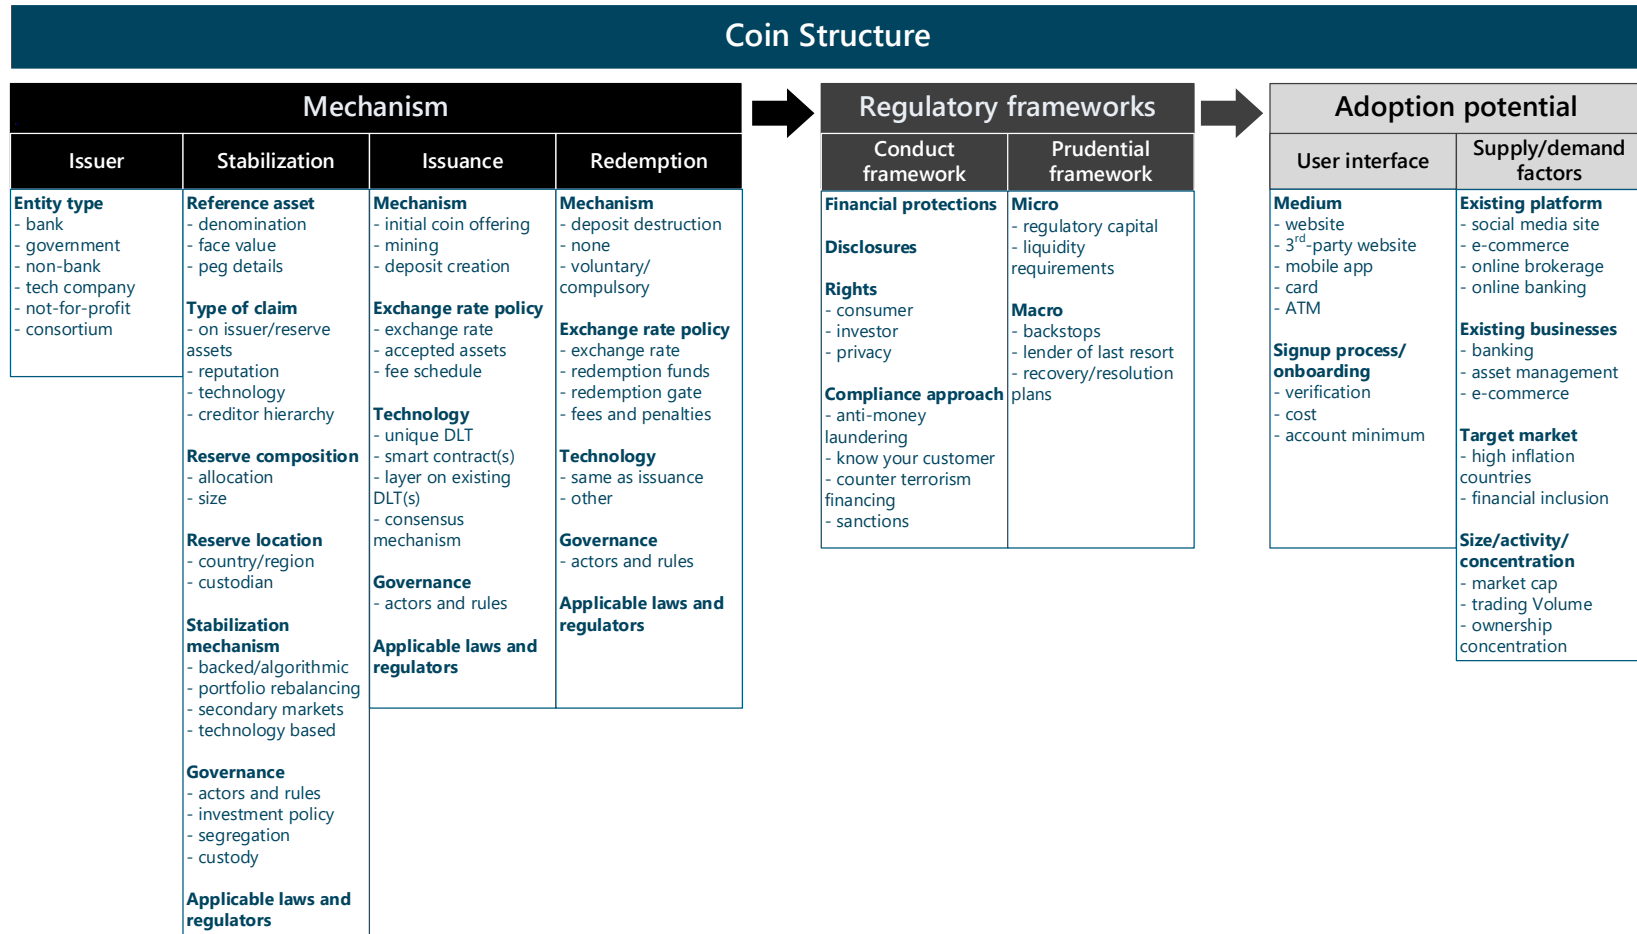 Coin Structure
Mechanism
Issuer
Stabilization
Issuance
Redemption
Entity type
- bank
- government
- non-bank
- tech company
- not-for-profit
- consortium
Reference asset
- denomination
- face value
- peg details
Type of claim
- on issuer/reserve
assets
- reputation
- technology
- creditor hierarchy
Reserve composition
- allocation
- size
Reserve location
- country/region
- custodian
Stabilization
mechanism
- backed/algorithmic
- portfolio rebalancing
- secondary markets
- technology based
Governance
- actors and rules
- investment policy
- segregation
- custody
Applicable laws and
regulators
Mechanism
- initial coin offering
- mining
- deposit creation
Exchange rate policy
- exchange rate
- accepted assets
- fee schedule
Technology
- unique DLT
- smart contract(s)
- layer on existing
DLT(s)
- consensus
mechanism
Governance
- actors and rules
Applicable laws and
regulators
Mechanism
- deposit destruction
- none
- voluntary/
compulsory
Exchange rate policy
- exchange rate
- redemption funds
- redemption gate
- fees and penalties
Technology
- same as issuance
- other
Governance
- actors and rules
Applicable laws and
regulators
Regulatory frameworks
Conduct
framework
Prudential
framework
Financial protections
Disclosures
Rights
- consumer
- investor
- privacy
Compliance approach
- anti-money
laundering
- know your customer
- counter terrorism
financing
- sanctions
Micro
- regulatory capital
- liquidity
requirements
Macro
- backstops
- lender of last resort
- recovery/resolution
plans
Adoption potential
User interface
Supply/demand
factors
Medium
- website
- 3rd-party website
- mobile app
- card
- ATM
Signup process/
onboarding
- verification
- cost
- account minimum
Existing platform
- social media site
- e-commerce
- online brokerage
- online banking
Existing businesses
- banking
- asset management
- e-commerce
Target market
- high inflation
countries
- financial inclusion
Size/activity/
concentration
- market cap
- trading Volume
- ownership
concentration